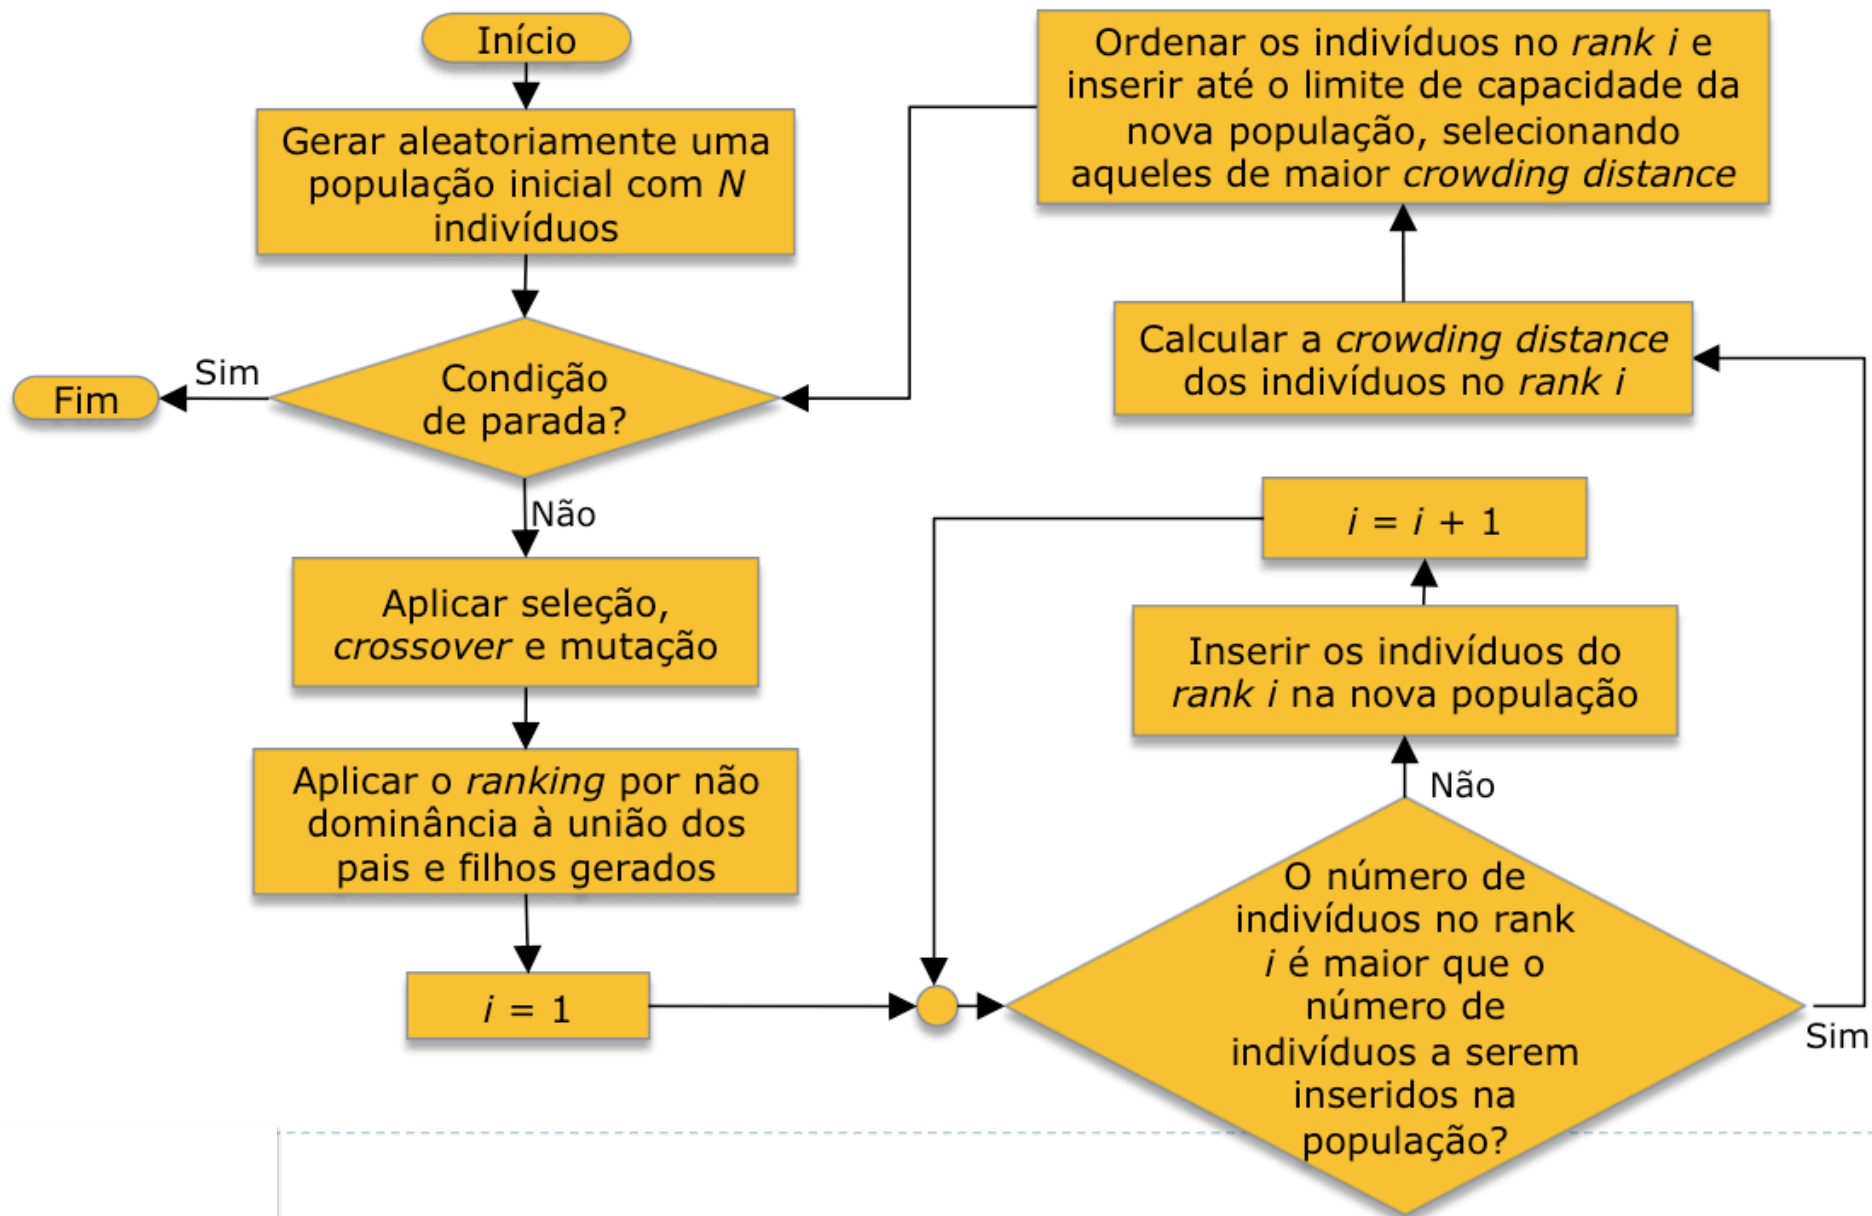 Início
Gerar aleatoriamente uma
população inicial com N
indivíduos
Condição
de parada?
Sim
Fim
Não
Aplicar seleção,
crossover e mutação
Aplicar o ranking por não
dominância à união dos
pais e filhos gerados
i = 1
O número de
indivíduos no rank
i é maior que o
número de
indivíduos a serem
inseridos na
população?
Não
Inserir os indivíduos do
rank i na nova população
i = i + 1
Sim
Calcular a crowding distance
dos indivíduos no rank i
Ordenar os indivíduos no rank i e
inserir até o limite de capacidade da
nova população, selecionando
aqueles de maior crowding distance